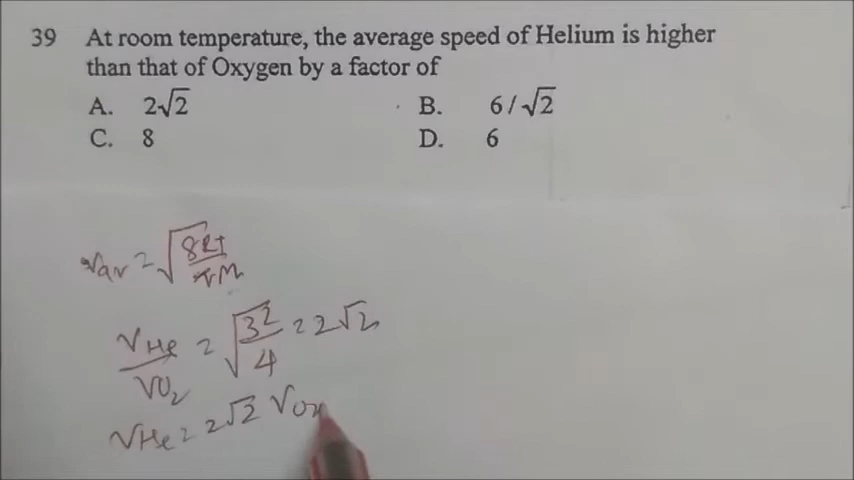 39 At room temperature, the average speed of Helium is higher
than that of Oxygen by a factor of
A. 2√2 B. 6/√2
C. 8 D. 6
Vav = √(8RT/πM)
VHe/VO₂ = √(32/4) = 2√2
VHe = 2√2 Vox